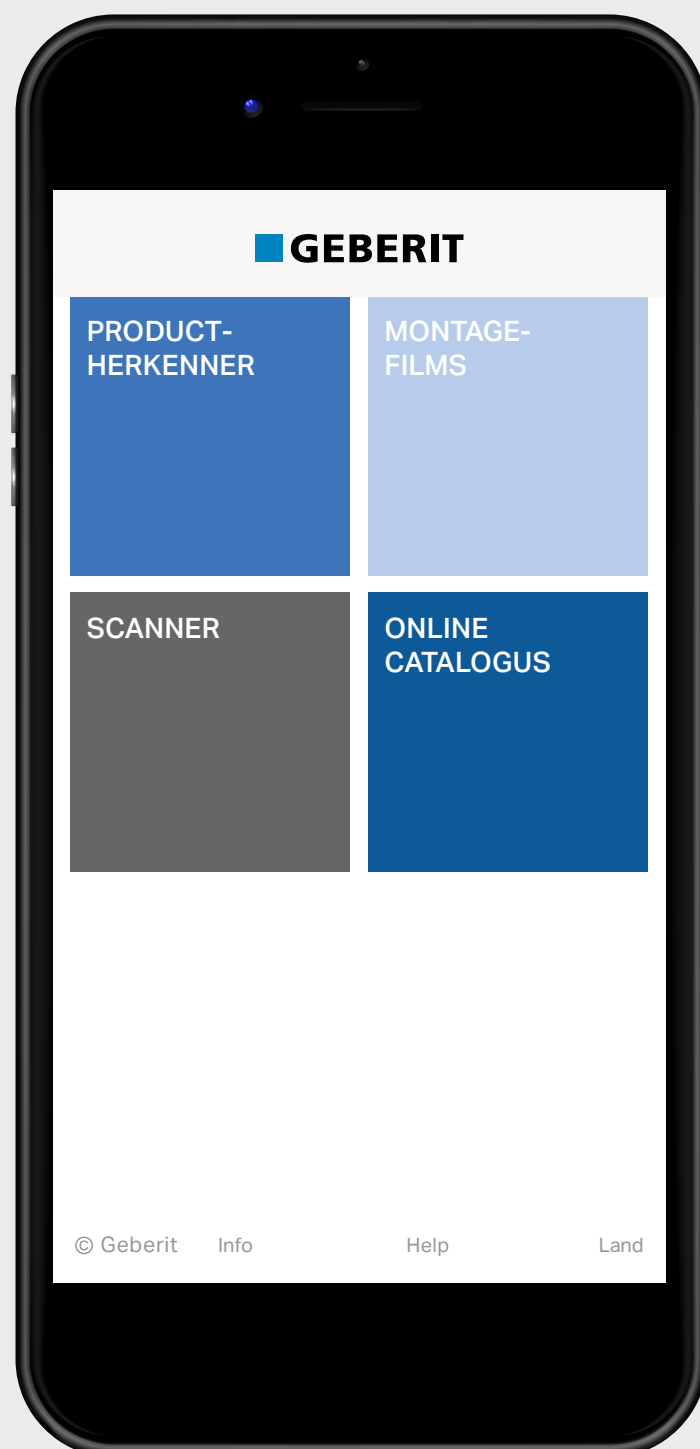 GEBERIT
PRODUCT-
HERKENNER
MONTAGE-
FILMS
SCANNER
ONLINE
CATALOGUS
© Geberit Info Help Land